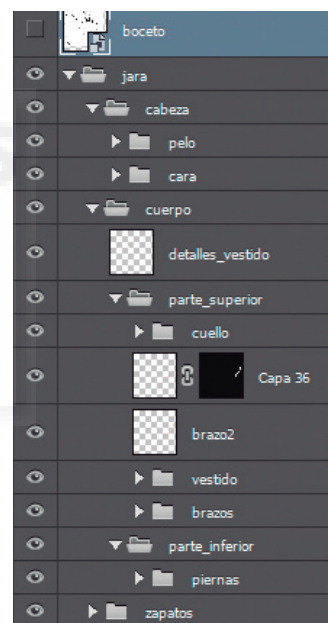 boceto
jara
cabeza
pelo
cara
cuerpo
detalles_vestido
parte_superior
cuello
Capa 36
brazo2
vestido
brazos
parte_inferior
piernas
zapatos